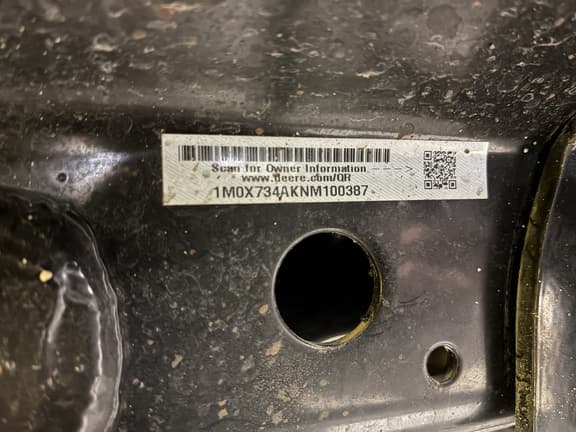 Scan for Owner Information
www.deere.com/QR
1M0X734AKNM100387